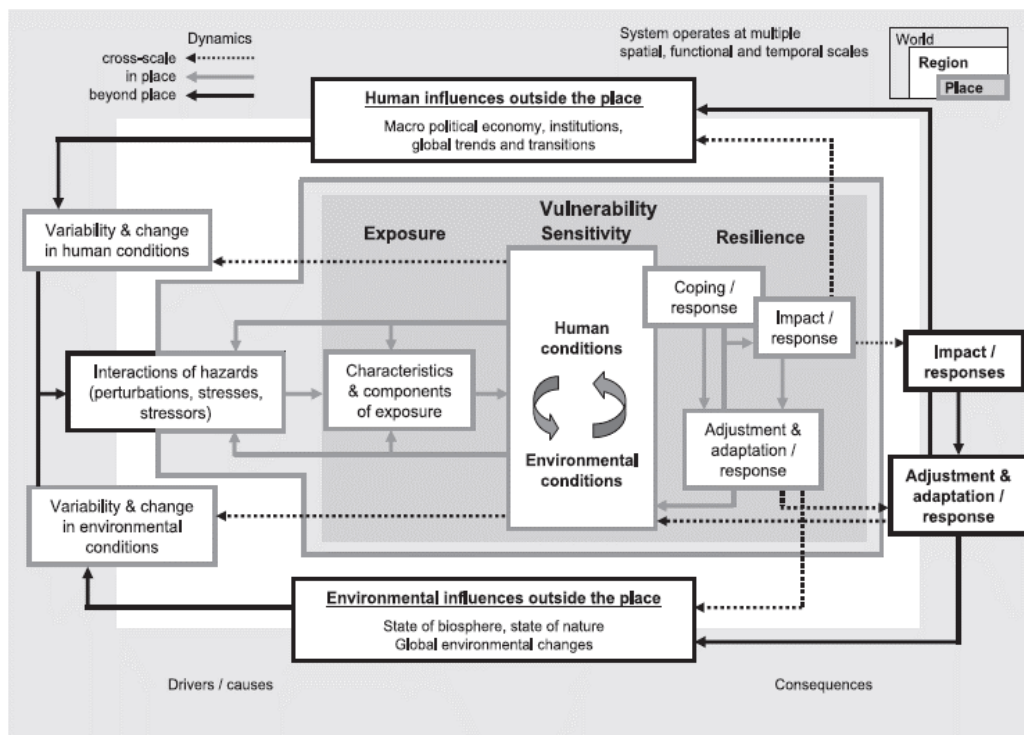 Dynamics
cross-scale
in place
beyond place
System operates at multiple
spatial, functional and temporal scales
World
Region
Place
Human influences outside the place
Macro political economy, institutions,
global trends and transitions
Variability & change
in human conditions
Vulnerability
Exposure
Sensitivity
Resilience
Coping /
response
Impact /
response
Human
conditions
Environmental
conditions
Interactions of hazards
(perturbations, stresses,
stressors)
Characteristics
& components
of exposure
Adjustment &
adaptation /
response
Impact /
responses
Adjustment &
adaptation /
response
Variability & change
in environmental
conditions
Environmental influences outside the place
State of biosphere, state of nature
Global environmental changes
Drivers / causes
Consequences